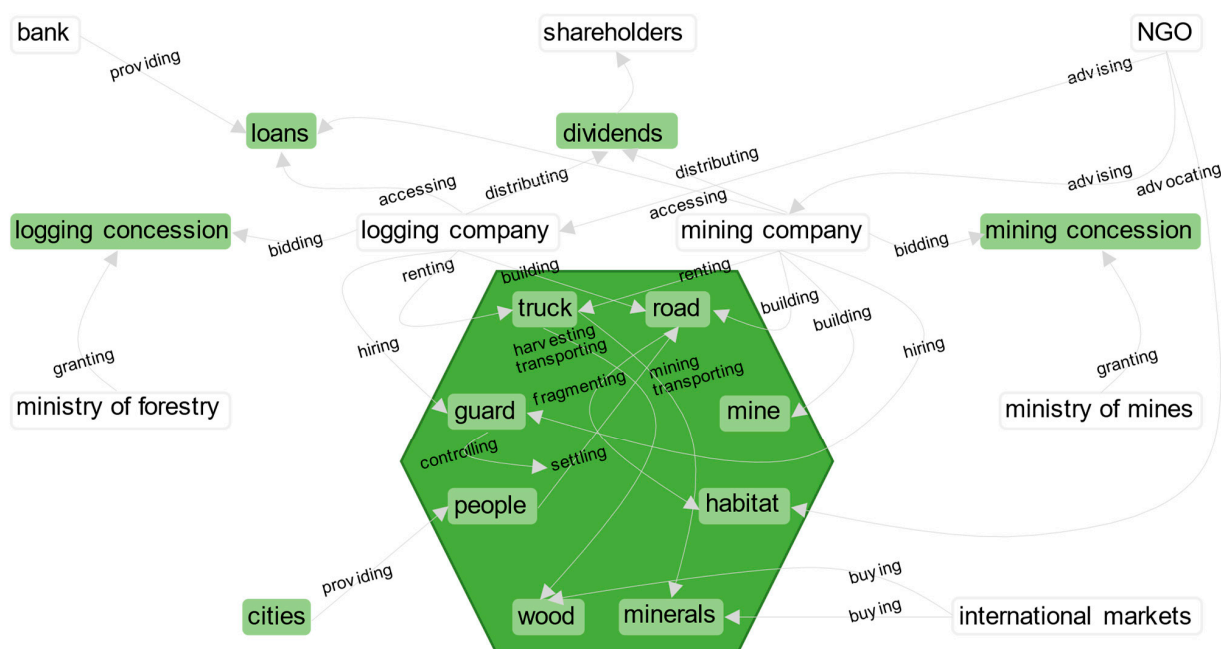 bank
shareholders
NGO
providing
advising
loans
dividends
distributing
advising
advocating
accessing
distributing
accessing
logging concession
bidding
logging company
mining company
bidding
mining concession
renting
building
renting
building
building
truck
road
hiring
harvesting
transporting
mining
transporting
hiring
granting
granting
fragmenting
ministry of forestry
guard
mine
ministry of mines
controlling
settling
people
habitat
providing
buying
cities
wood
minerals
buying
international markets